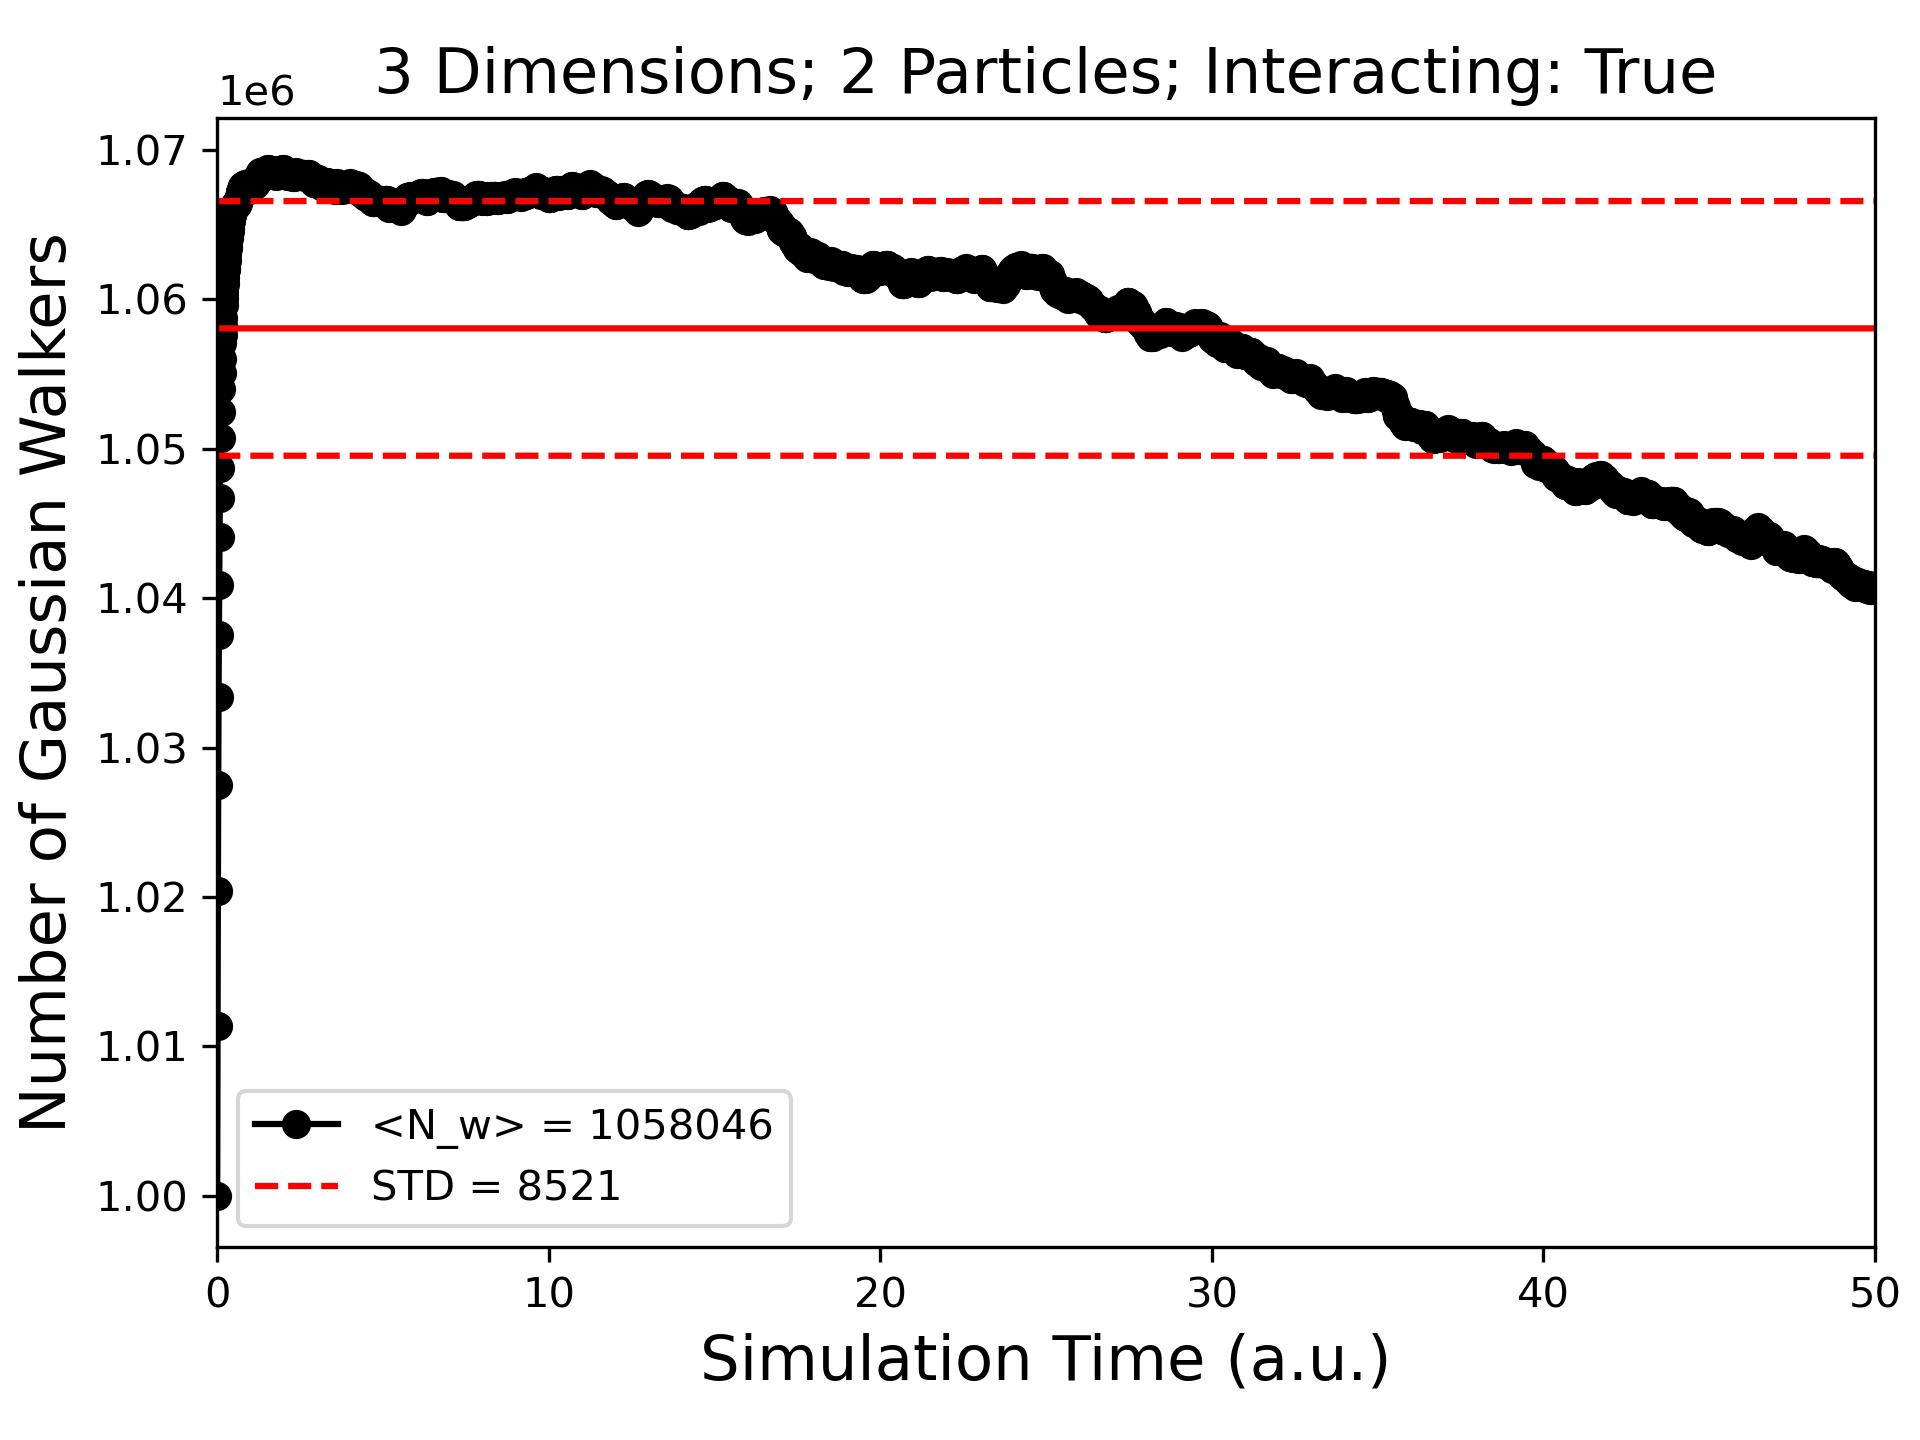 3 Dimensions; 2 Particles; Interacting: True
1e6
1.07
1.06
1.05
1.04
1.03
1.02
1.01
1.00
Number of Gaussian Walkers
<N_w> = 1058046
STD = 8521
0 10 20 30 40 50
Simulation Time (a.u.)